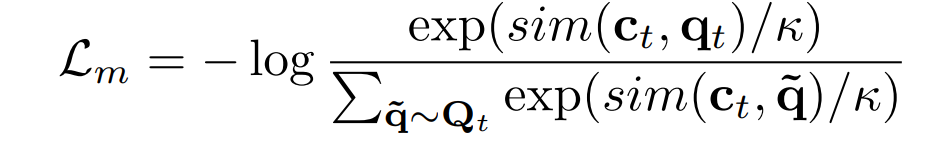 $$\mathcal{L}_m = -\log \frac{\exp(sim(\mathbf{c}_t, \mathbf{q}_t)/\kappa)}{\sum_{\tilde{\mathbf{q}} \sim \mathbf{Q}_t} \exp(sim(\mathbf{c}_t, \tilde{\mathbf{q}})/\kappa)}$$